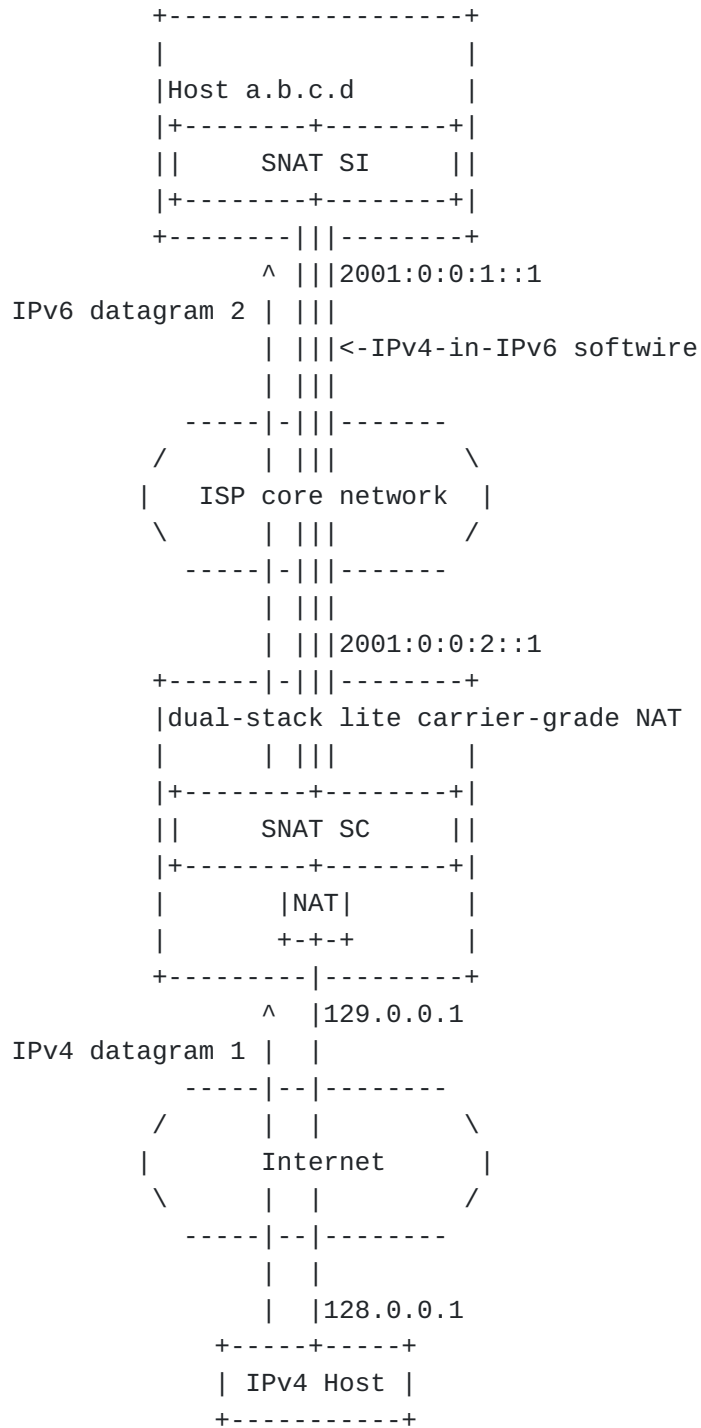 Host a.b.c.d
SNAT SI
2001:0:0:1::1
IPv6 datagram 2
<-IPv4-in-IPv6 softwire
ISP core network
2001:0:0:2::1
dual-stack lite carrier-grade NAT
SNAT SC
NAT
129.0.0.1
IPv4 datagram 1
Internet
128.0.0.1
IPv4 Host